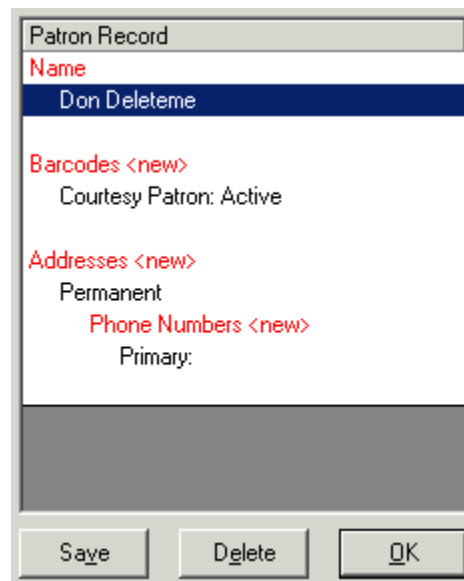 Patron Record
Name
Don Deleteme
Barcodes <new>
Courtesy Patron: Active
Addresses <new>
Permanent
Phone Numbers <new>
Primary:
Save Delete OK